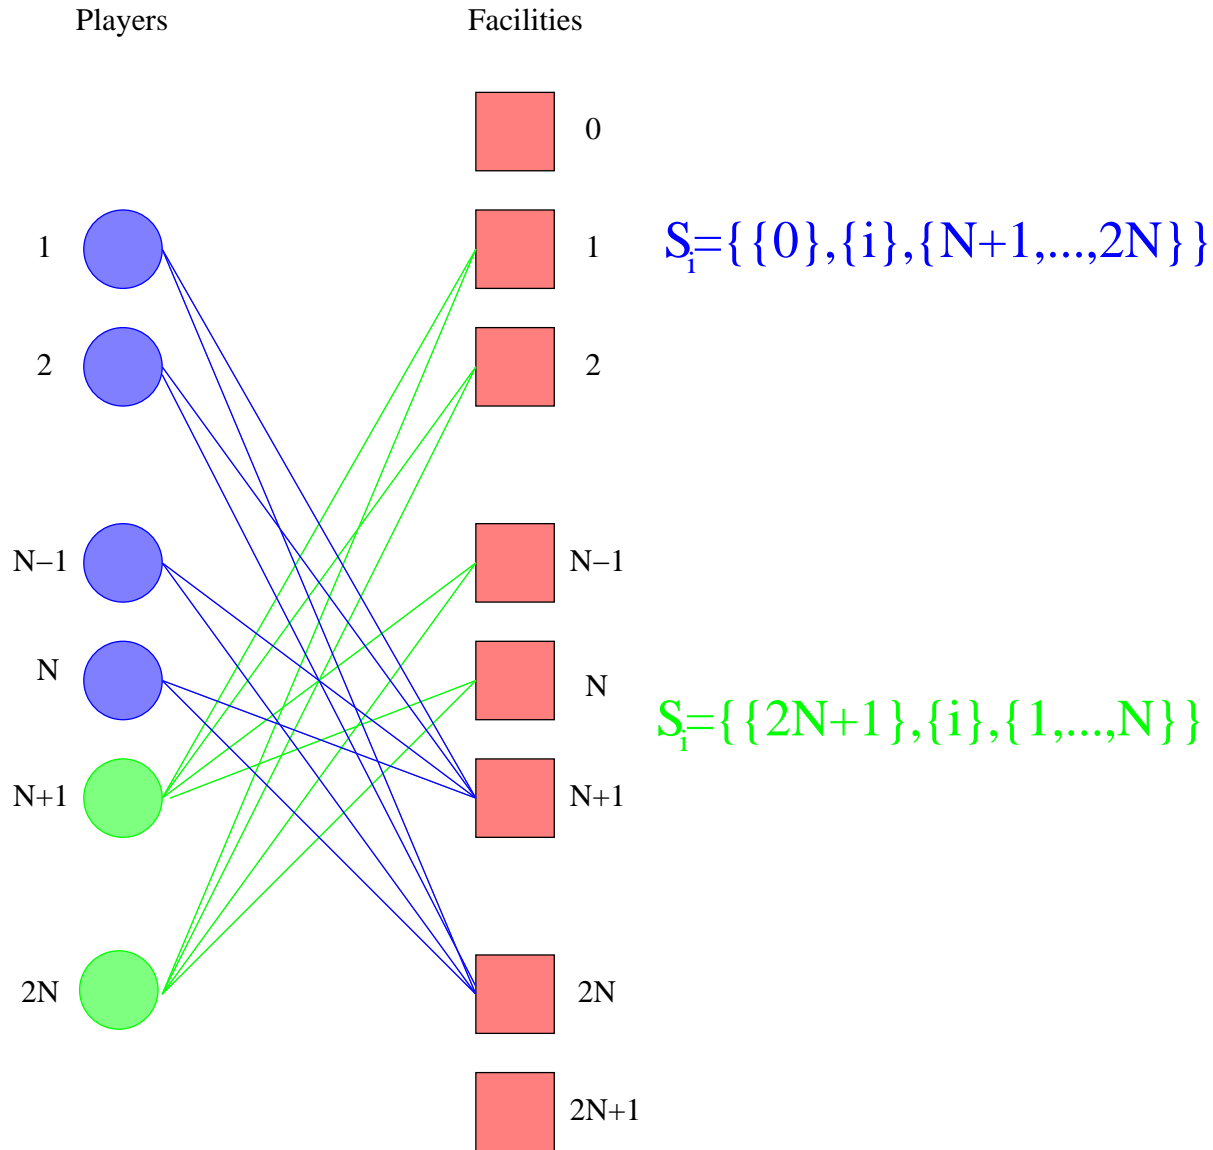 Players Facilities
0
1 1 S_i={{0},{i},{N+1,...,2N}}
2 2
N−1 N−1
N N
S_i={{2N+1},{i},{1,...,N}}
N+1 N+1
2N 2N
2N+1